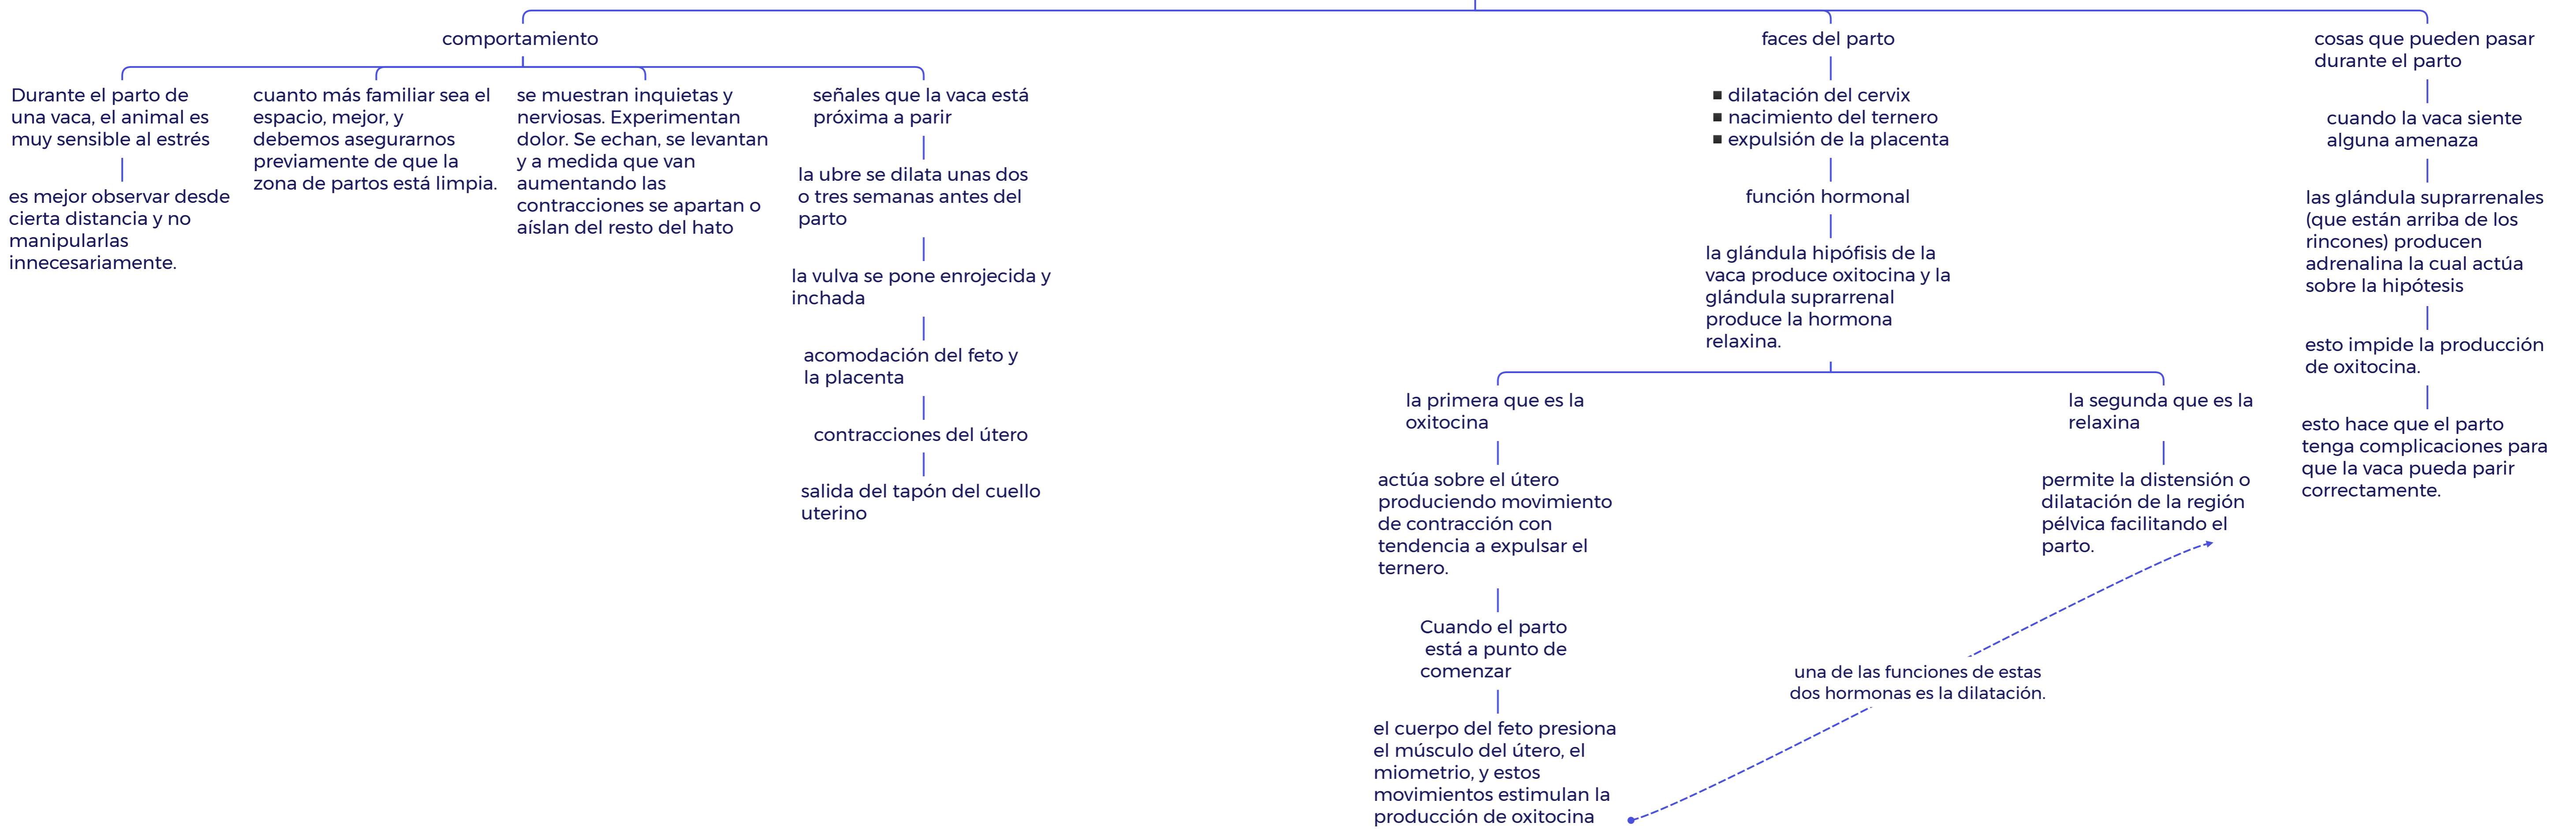 comportamiento
Durante el parto de
una vaca, el animal es
muy sensible al estrés
es mejor observar desde
cierta distancia y no
manipularlas
innecesariamente.
cuanto más familiar sea el
espacio, mejor, y
debemos asegurarnos
previamente de que la
zona de partos está limpia.
se muestran inquietas y
nerviosas. Experimentan
dolor. Se echan, se levantan
y a medida que van
aumentando las
contracciones se apartan o
aíslan del resto del hato
señales que la vaca está
próxima a parir
la ubre se dilata unas dos
o tres semanas antes del
parto
la vulva se pone enrojecida y
inchada
acomodación del feto y
la placenta
contracciones del útero
salida del tapón del cuello
uterino
faces del parto
▪ dilatación del cervix
▪ nacimiento del ternero
▪ expulsión de la placenta
función hormonal
la glándula hipófisis de la
vaca produce oxitocina y la
glándula suprarrenal
produce la hormona
relaxina.
la primera que es la
oxitocina
actúa sobre el útero
produciendo movimiento
de contracción con
tendencia a expulsar el
ternero.
Cuando el parto
está a punto de
comenzar
el cuerpo del feto presiona
el músculo del útero, el
miometrio, y estos
movimientos estimulan la
producción de oxitocina
la segunda que es la
relaxina
permite la distensión o
dilatación de la región
pélvica facilitando el
parto.
una de las funciones de estas
dos hormonas es la dilatación.
cosas que pueden pasar
durante el parto
cuando la vaca siente
alguna amenaza
las glándula suprarrenales
(que están arriba de los
rincones) producen
adrenalina la cual actúa
sobre la hipótesis
esto impide la producción
de oxitocina.
esto hace que el parto
tenga complicaciones para
que la vaca pueda parir
correctamente.